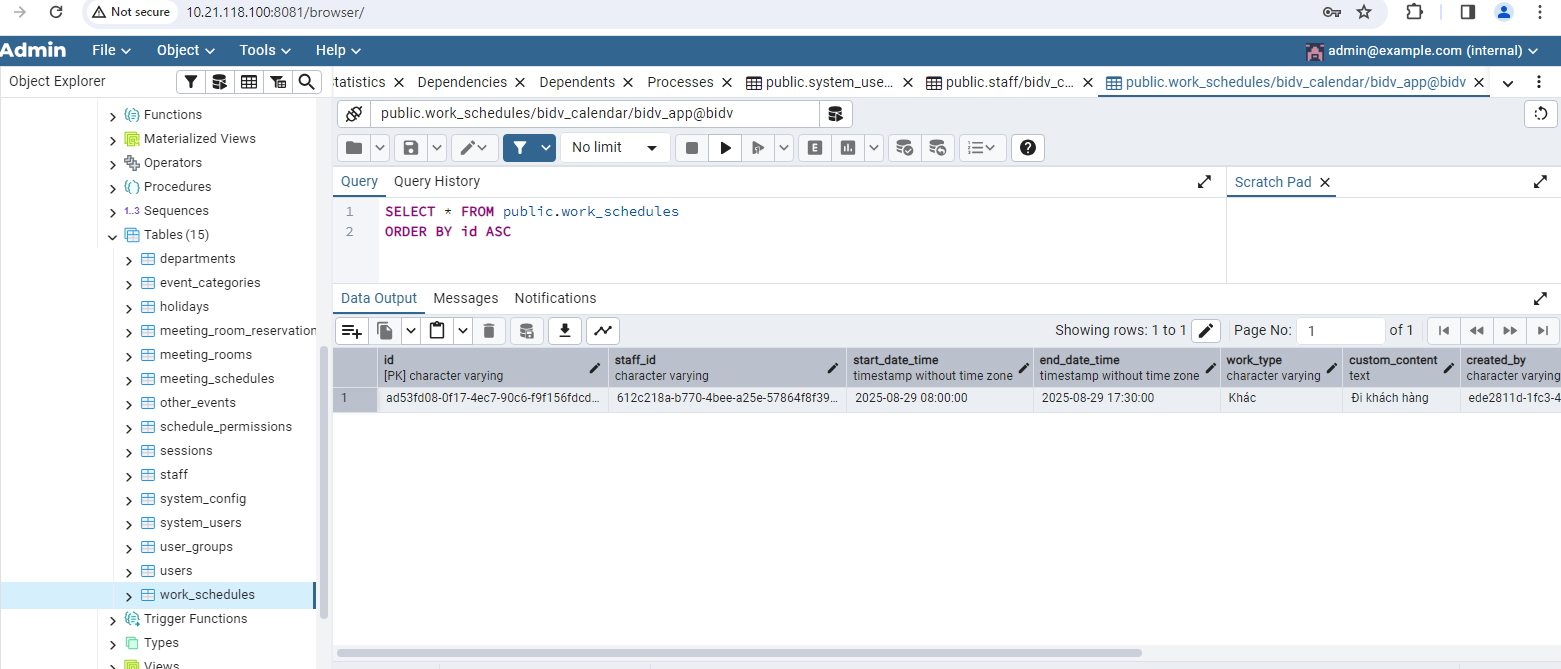 Not secure 10.21.118.100:8081/browser/
Admin File Object Tools Help admin@example.com (internal)
Object Explorer
tatistics Dependencies Dependents Processes public.system_use... public.staff/bidv_c... public.work_schedules/bidv_calendar/bidv_app@bidv
public.work_schedules/bidv_calendar/bidv_app@bidv
No limit
Query Query History Scratch Pad
1 SELECT * FROM public.work_schedules
2 ORDER BY id ASC
Functions
Materialized Views
Operators
Procedures
1..3 Sequences
Tables (15)
departments
event_categories
holidays
meeting_room_reservation
meeting_rooms
meeting_schedules
other_events
schedule_permissions
sessions
staff
system_config
system_users
user_groups
users
work_schedules
Trigger Functions
Types
Views
Data Output Messages Notifications
Showing rows: 1 to 1 Page No: 1 of 1
id staff_id start_date_time end_date_time work_type custom_content created_by
[PK] character varying character varying timestamp without time zone timestamp without time zone character varying text character varying
1 ad53fd08-0f17-4ec7-90c6-f9f156fdcd... 612c218a-b770-4bee-a25e-57864f8f39... 2025-08-29 08:00:00 2025-08-29 17:30:00 Khác Đi khách hàng ede2811d-1fc3-4